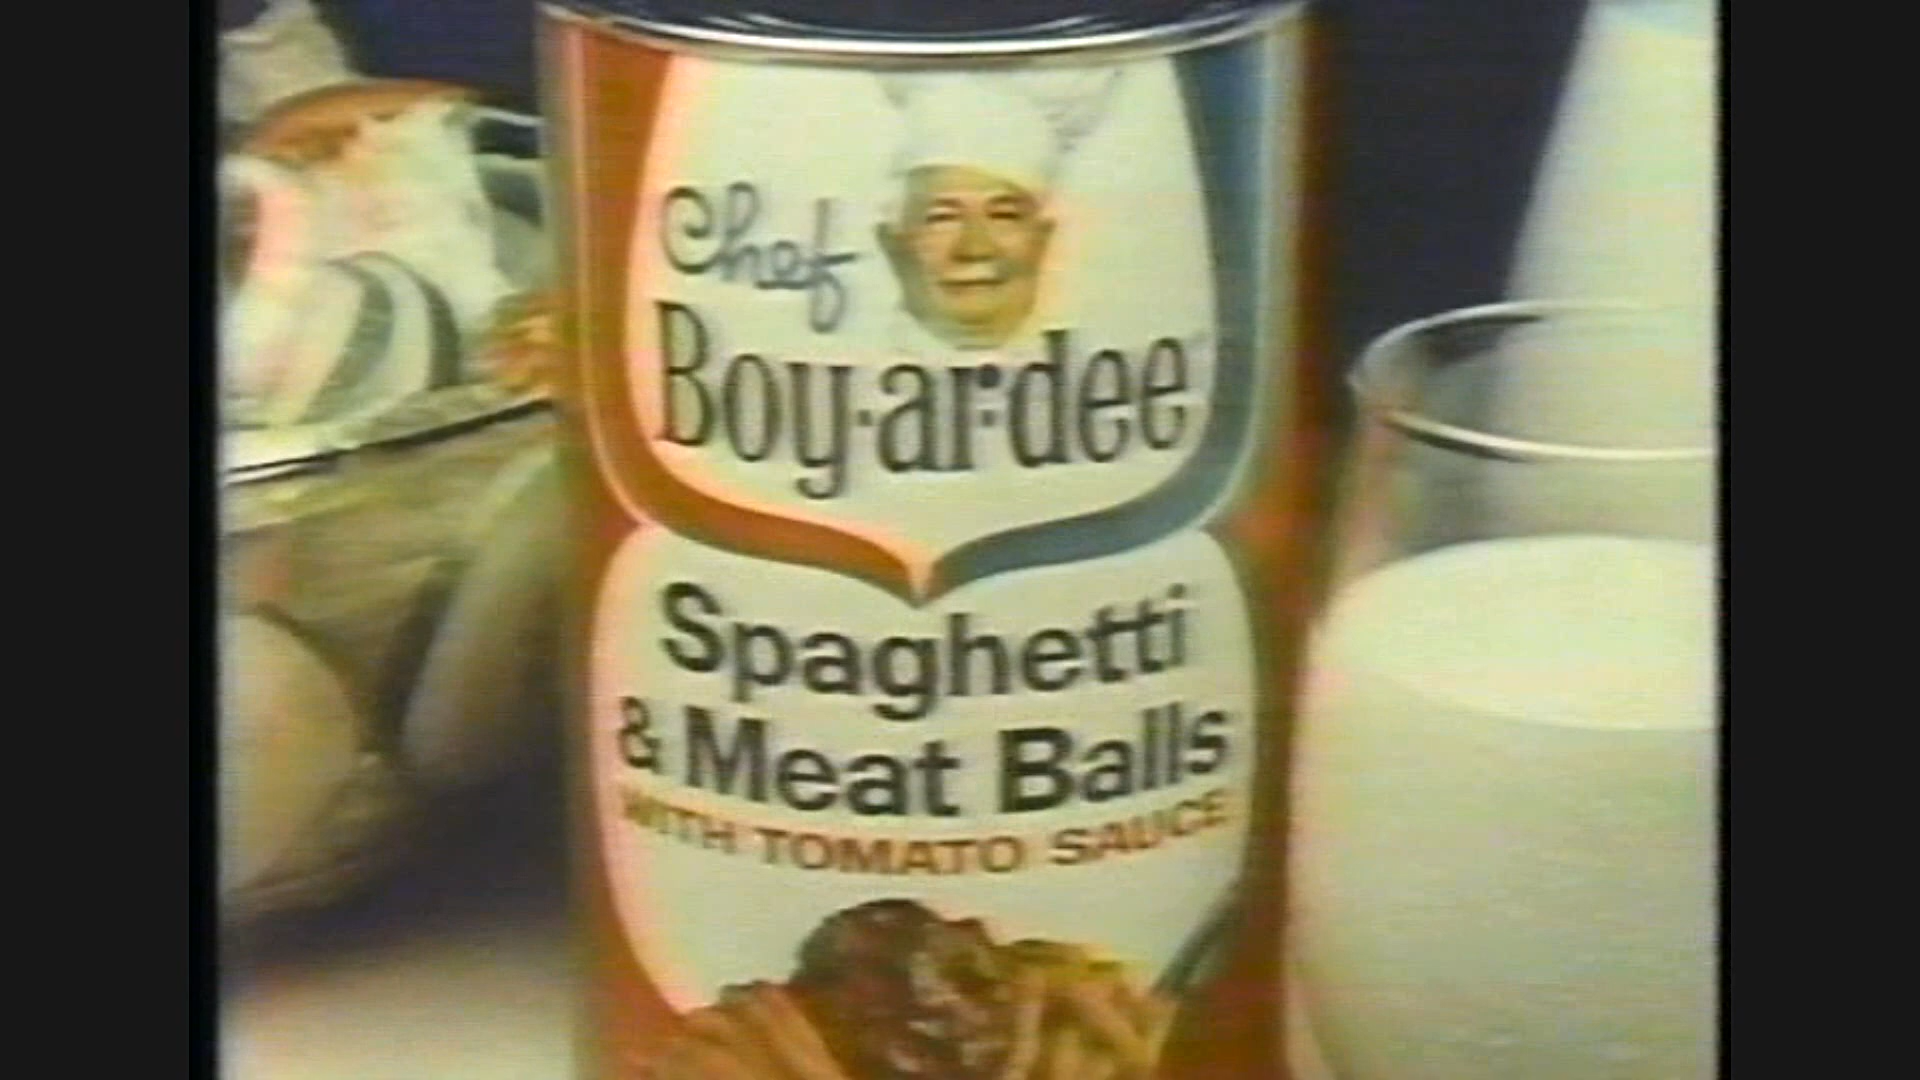 Chef
Boy-ar-dee
Spaghetti
& Meat Balls
WITH TOMATO SAUCE